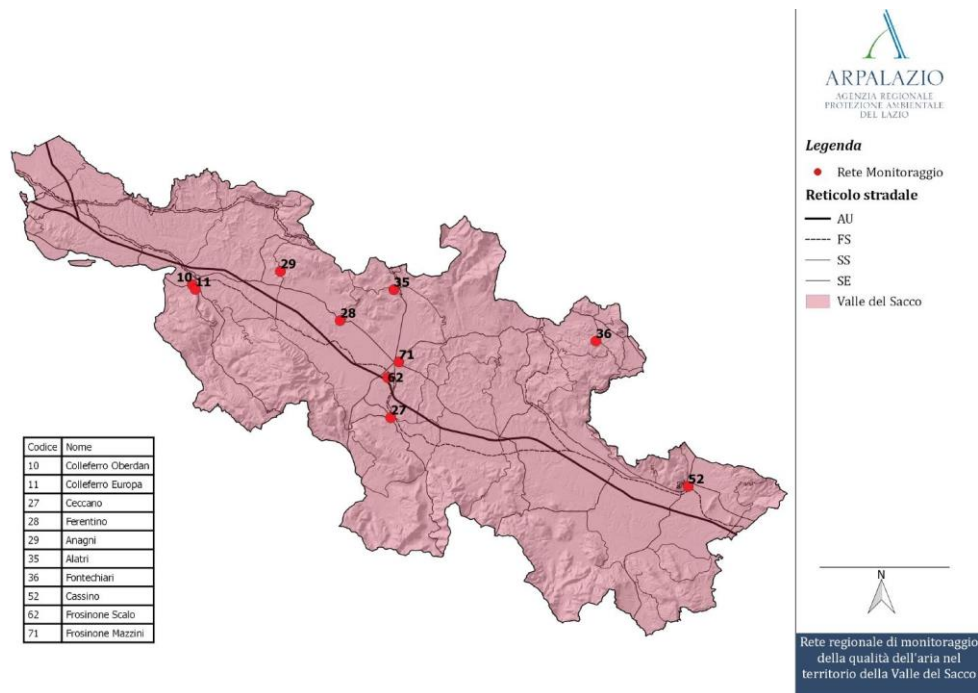 ARPALAZIO
AGENZIA REGIONALE
PROTEZIONE AMBIENTALE
DEL LAZIO
Legenda
Rete Monitoraggio
Reticolo stradale
AU
FS
SS
SE
Valle del Sacco
10
11
29
35
28
36
71
62
27
52
Codice Nome
10 Colleferro Oberdan
11 Colleferro Europa
27 Ceccano
28 Ferentino
29 Anagni
35 Alatri
36 Fontechiari
52 Cassino
62 Frosinone Scalo
71 Frosinone Mazzini
N
Rete regionale di monitoraggio
della qualità dell'aria nel
territorio della Valle del Sacco